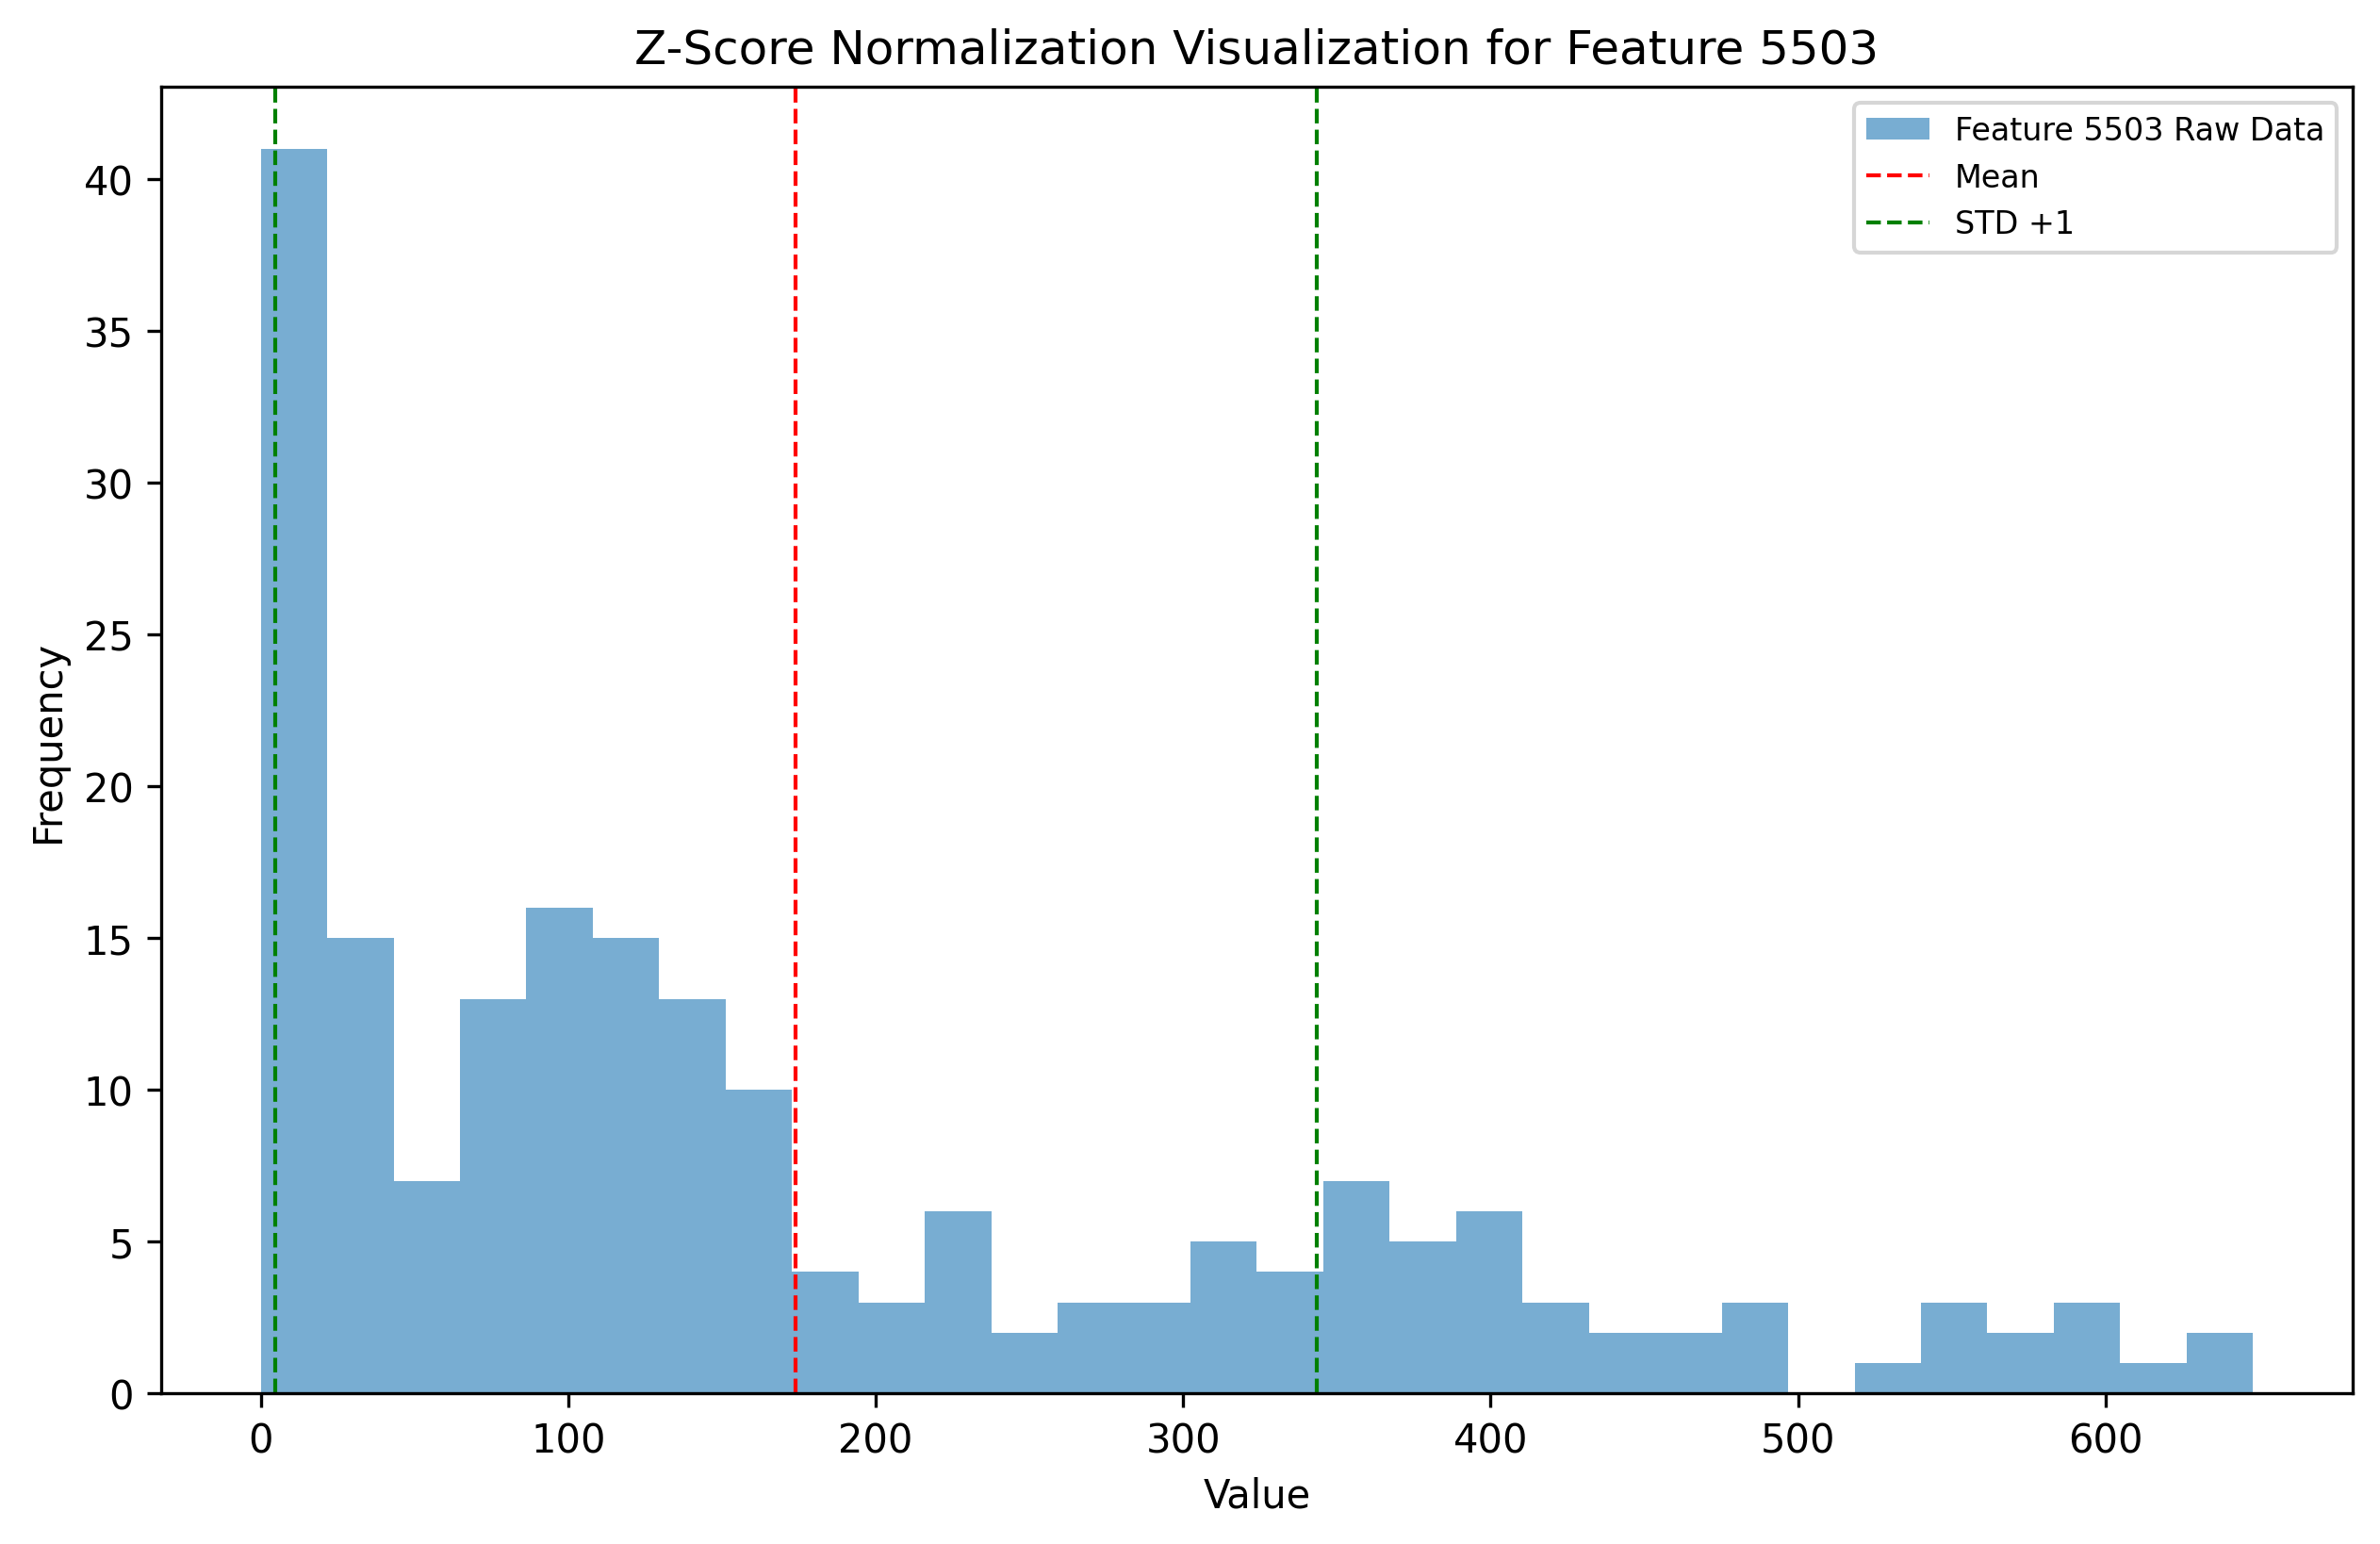 Z-Score Normalization Visualization for Feature 5503
Feature 5503 Raw Data
Mean
STD +1
40
35
30
25
20
15
10
5
0
Frequency
0 100 200 300 400 500 600
Value